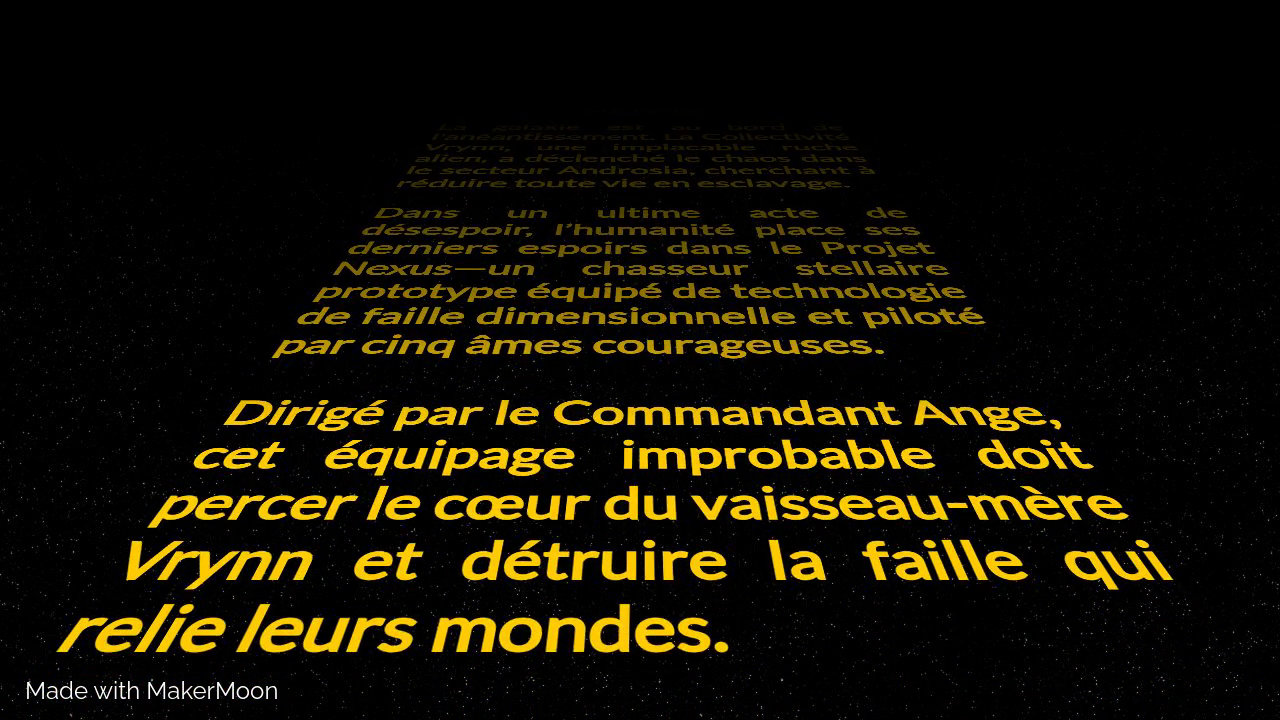 La galaxie est au bord de
l'anéantissement. La Collectivité
Vrynn, une implacable ruche
alien, a déclenché le chaos dans
le secteur Androsia, cherchant à
réduire toute vie en esclavage.
Dans un ultime acte de
désespoir, l'humanité place ses
derniers espoirs dans le Projet
Nexus—un chasseur stellaire
prototype équipé de technologie
de faille dimensionnelle et piloté
par cinq âmes courageuses.
Dirigé par le Commandant Ange,
cet équipage improbable doit
percer le cœur du vaisseau-mère
Vrynn et détruire la faille qui
relie leurs mondes.
Made with MakerMoon